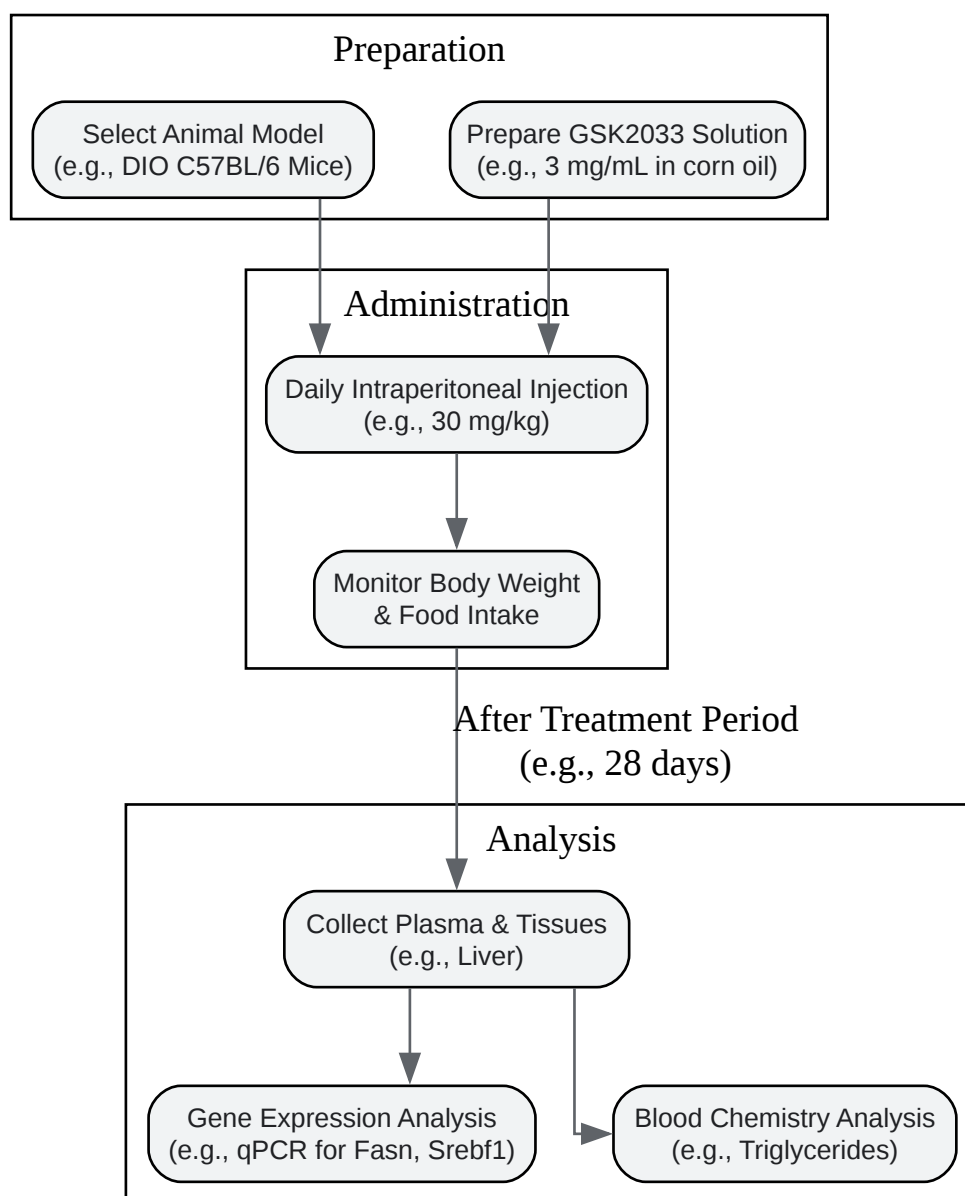 Preparation
Select Animal Model
(e.g., DIO C57BL/6 Mice)
Prepare GSK2033 Solution
(e.g., 3 mg/mL in corn oil)
Administration
Daily Intraperitoneal Injection
(e.g., 30 mg/kg)
Monitor Body Weight
& Food Intake
After Treatment Period
(e.g., 28 days)
Analysis
Collect Plasma & Tissues
(e.g., Liver)
Gene Expression Analysis
(e.g., qPCR for Fasn, Srebf1)
Blood Chemistry Analysis
(e.g., Triglycerides)